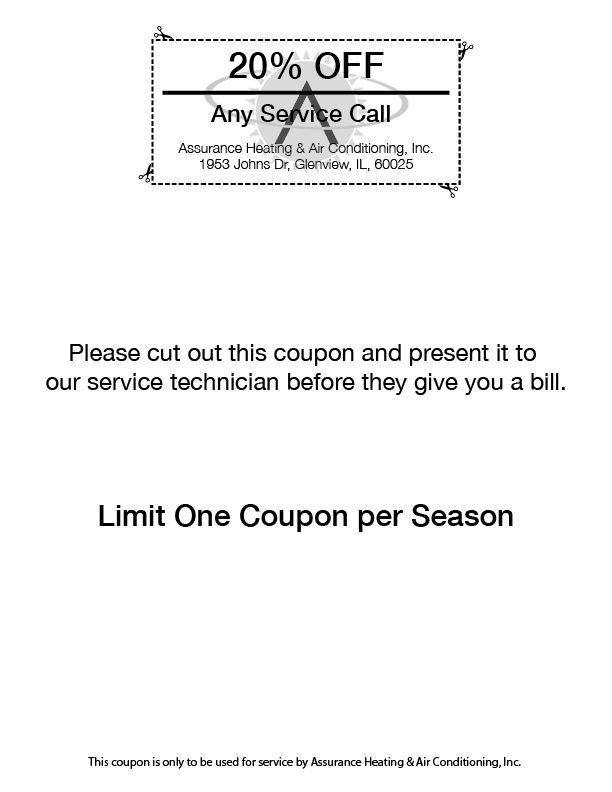 20% OFF
Any Service Call
Assurance Heating & Air Conditioning, Inc.
1953 Johns Dr, Glenview, IL, 60025
Please cut out this coupon and present it to
our service technician before they give you a bill.
Limit One Coupon per Season
This coupon is only to be used for service by Assurance Heating & Air Conditioning, Inc.